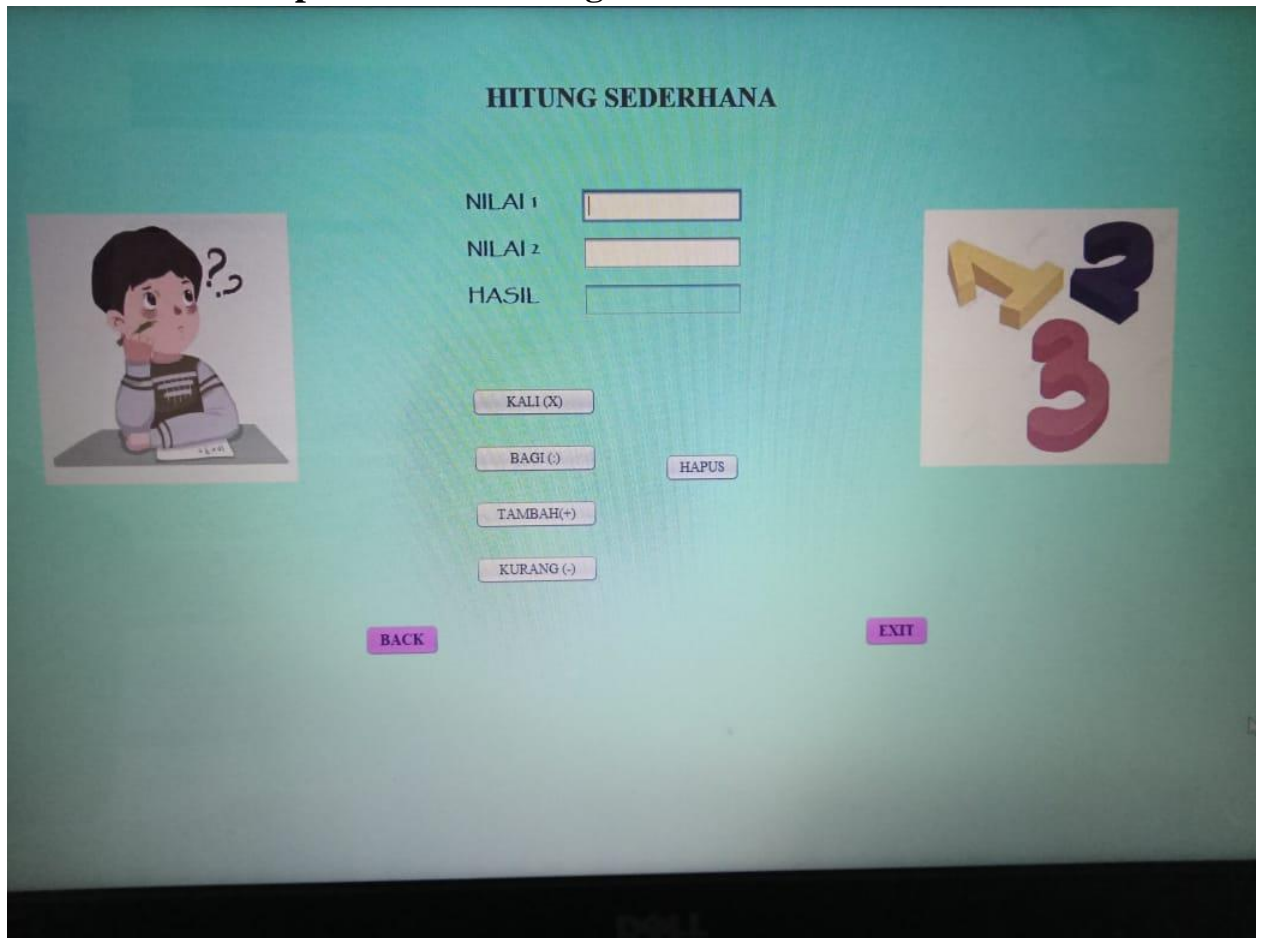 HITUNG SEDERHANA
NILAI 1
NILAI 2
HASIL
KALI (X)
BAGI (:)
HAPUS
TAMBAH(+)
KURANG (-)
BACK
EXIT
DELL